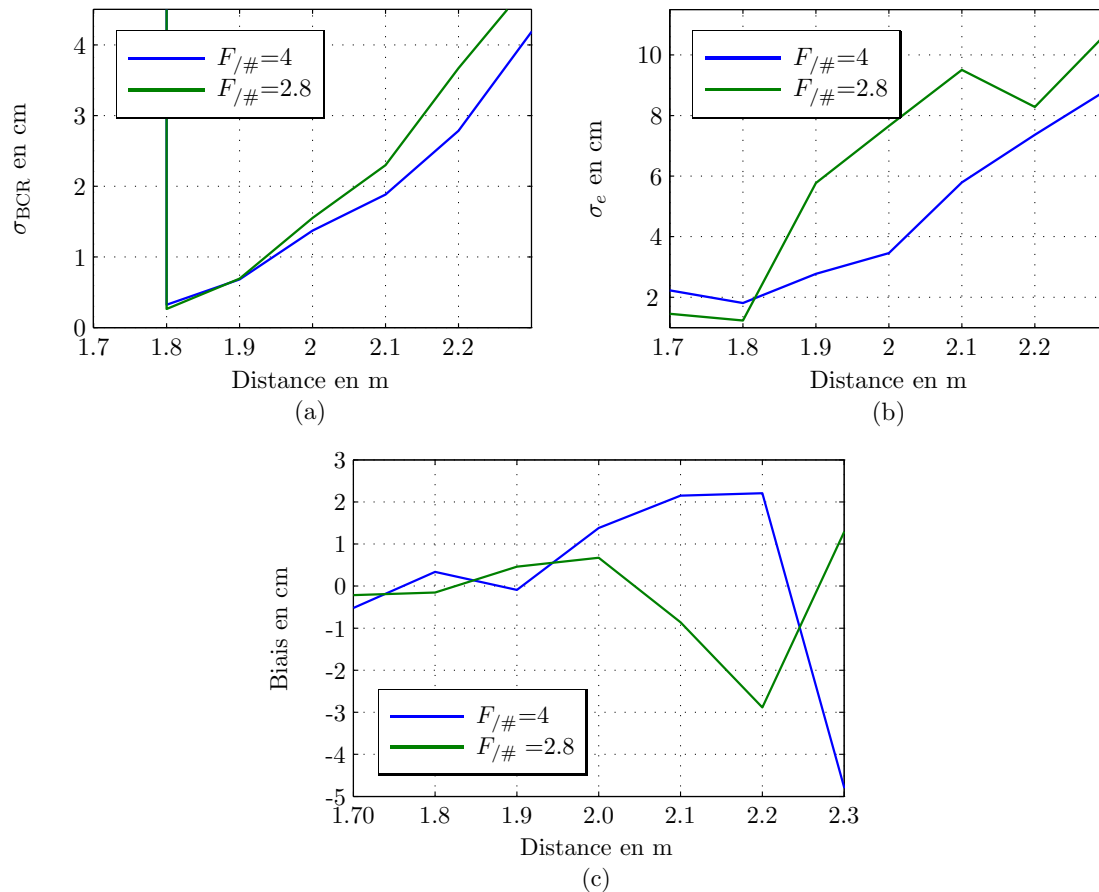 4
3
2
1
0
σ_BCR en cm
F/#=4
F/#=2.8
1.7 1.8 1.9 2 2.1 2.2
Distance en m
(a)
10
8
6
4
2
σ_e en cm
F/#=4
F/#=2.8
1.7 1.8 1.9 2 2.1 2.2
Distance en m
(b)
3
2
1
0
-1
-2
-3
-4
-5
Biais en cm
F/#=4
F/# =2.8
1.70 1.8 1.9 2.0 2.1 2.2 2.3
Distance en m
(c)